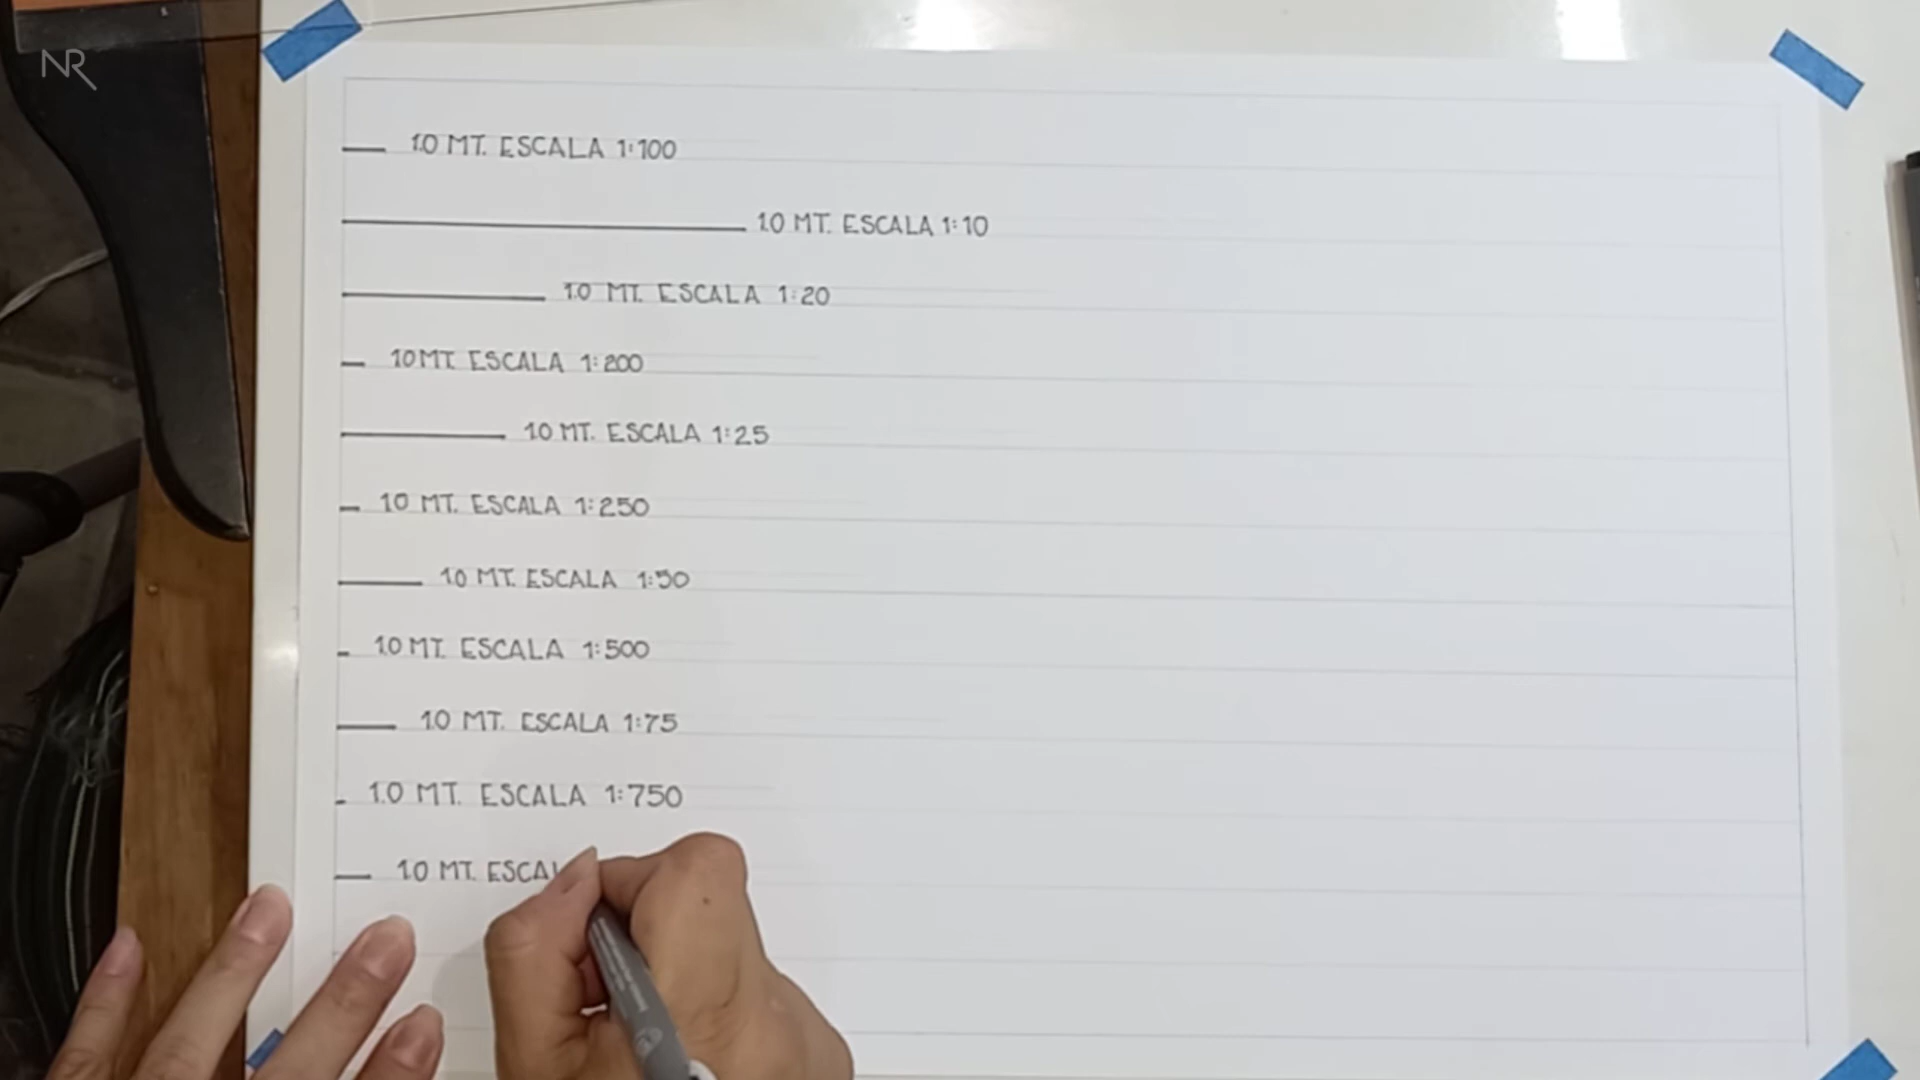 NR
1.0 MT. ESCALA 1:100
1.0 MT. ESCALA 1:10
1.0 MT. ESCALA 1:20
1.0 MT. ESCALA 1:200
1.0 MT. ESCALA 1:25
1.0 MT. ESCALA 1:250
1.0 MT. ESCALA 1:50
1.0 MT. ESCALA 1:500
1.0 MT. ESCALA 1:75
1.0 MT. ESCALA 1:750
1.0 MT.